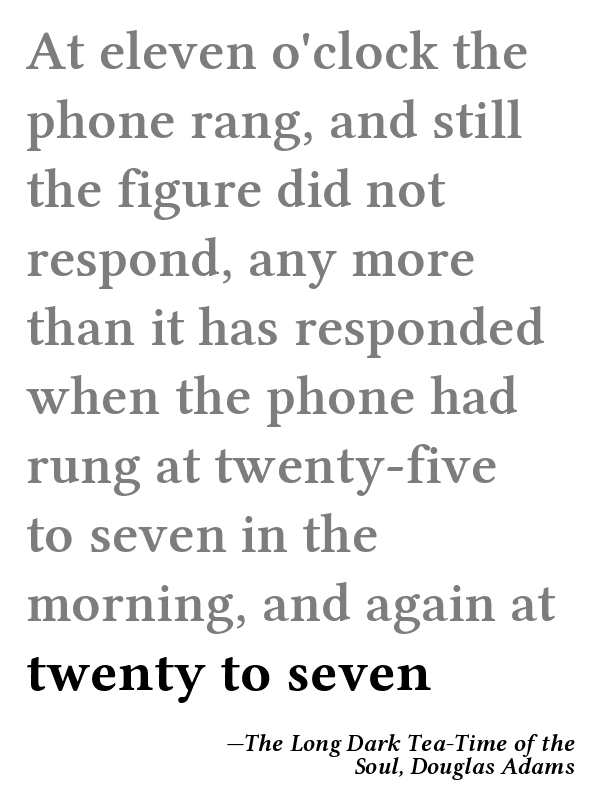 At eleven o'clock the
phone rang, and still
the figure did not
respond, any more
than it has responded
when the phone had
rung at twenty-five
to seven in the
morning, and again at
twenty to seven
—The Long Dark Tea-Time of the
Soul, Douglas Adams